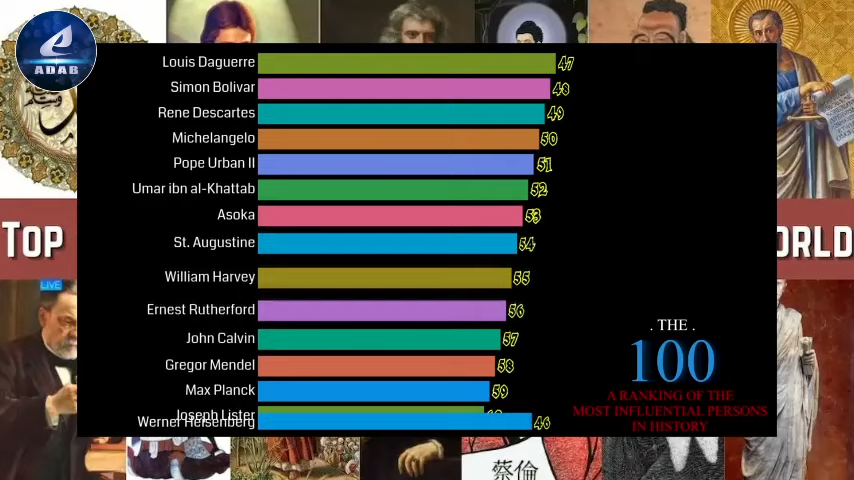 ADAB
Louis Daguerre 47
Simon Bolivar 48
Rene Descartes 49
Michelangelo 50
Pope Urban II 51
Umar ibn al-Khattab 52
Asoka 53
St. Augustine 54
William Harvey 55
Ernest Rutherford 56
John Calvin 57
Gregor Mendel 58
Max Planck 59
Joseph Lister
Werner Heisenberg 46
TOP
ORLD
LIVE
. THE .
100
A RANKING OF THE
MOST INFLUENTIAL PERSONS
IN HISTORY
蔡倫